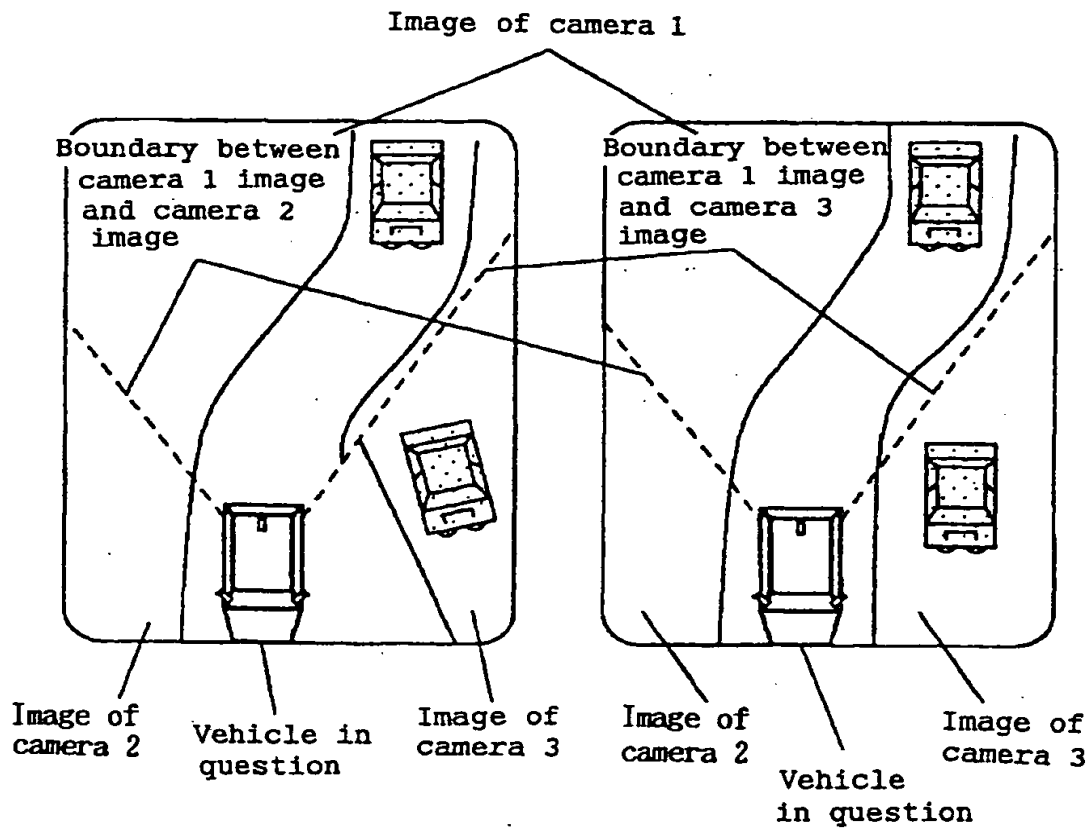 Image of camera 1
Boundary between
camera 1 image
and camera 2
image
Boundary between
camera 1 image
and camera 3
image
Image of
camera 2
Vehicle in
question
Image of
camera 3
Image of
camera 2
Vehicle
in question
Image of
camera 3